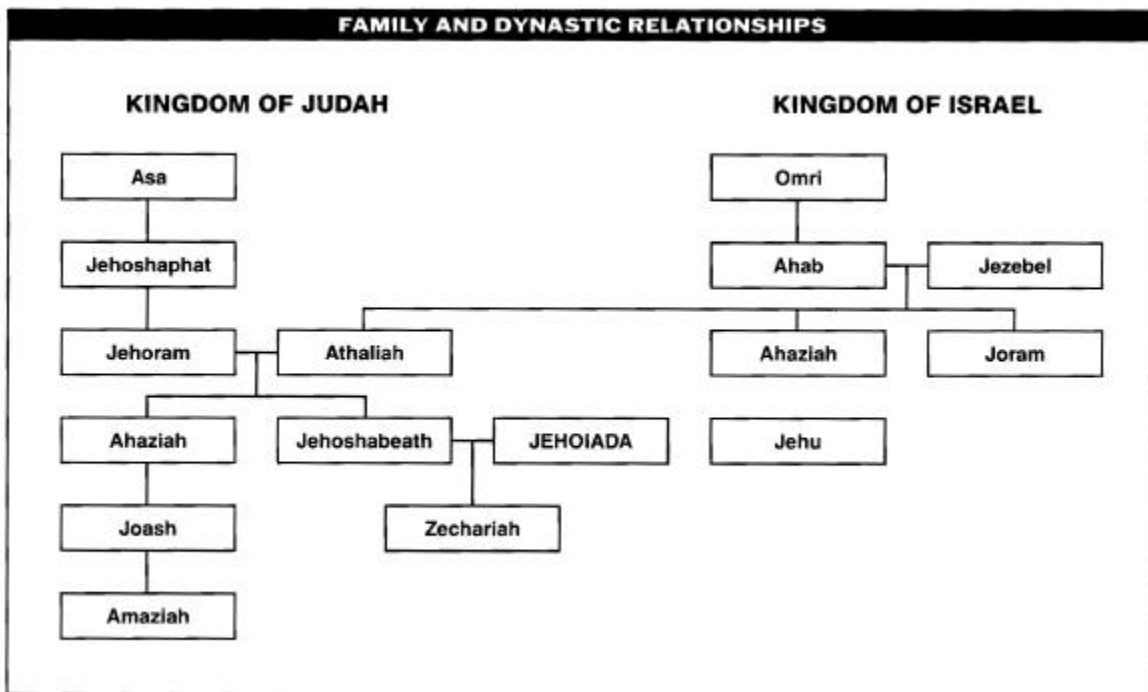 FAMILY AND DYNASTIC RELATIONSHIPS
KINGDOM OF JUDAH
KINGDOM OF ISRAEL
Asa
Omri
Jehoshaphat
Ahab
Jezebel
Jehoram
Athaliah
Ahaziah
Joram
Ahaziah
Jehoshabeath
JEHOIADA
Jehu
Joash
Zechariah
Amaziah